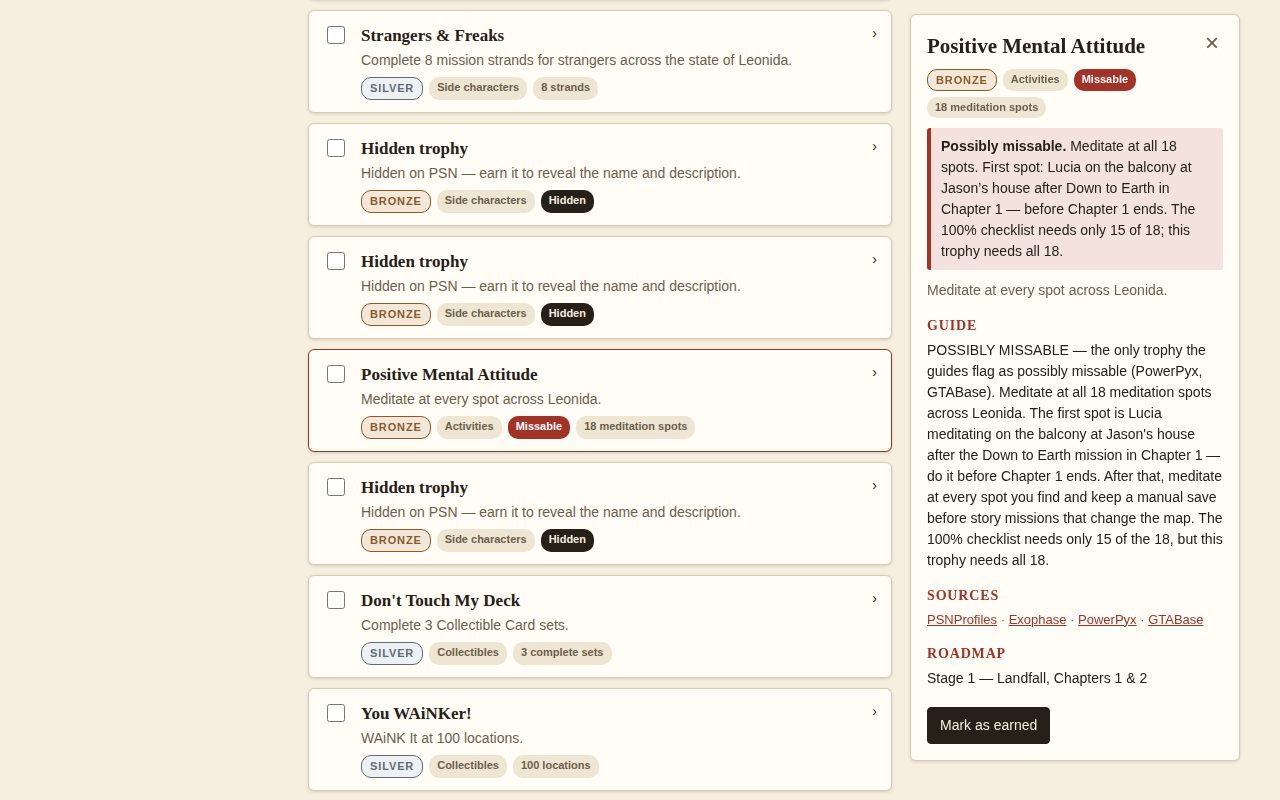 Strangers & Freaks
›
Complete 8 mission strands for strangers across the state of Leonida.
SILVER Side characters 8 strands
Hidden trophy
›
Hidden on PSN — earn it to reveal the name and description.
BRONZE Side characters Hidden
Hidden trophy
›
Hidden on PSN — earn it to reveal the name and description.
BRONZE Side characters Hidden
Positive Mental Attitude
›
Meditate at every spot across Leonida.
BRONZE Activities Missable 18 meditation spots
Hidden trophy
›
Hidden on PSN — earn it to reveal the name and description.
BRONZE Side characters Hidden
Don't Touch My Deck
›
Complete 3 Collectible Card sets.
SILVER Collectibles 3 complete sets
You WAiNKer!
›
WAiNK It at 100 locations.
SILVER Collectibles 100 locations
Positive Mental Attitude ×
BRONZE Activities Missable
18 meditation spots
Possibly missable. Meditate at all 18
spots. First spot: Lucia on the balcony at
Jason’s house after Down to Earth in
Chapter 1 — before Chapter 1 ends. The
100% checklist needs only 15 of 18; this
trophy needs all 18.
Meditate at every spot across Leonida.
GUIDE
POSSIBLY MISSABLE — the only trophy the
guides flag as possibly missable (PowerPyx,
GTABase). Meditate at all 18 meditation spots
across Leonida. The first spot is Lucia
meditating on the balcony at Jason's house
after the Down to Earth mission in Chapter 1 —
do it before Chapter 1 ends. After that, meditate
at every spot you find and keep a manual save
before story missions that change the map. The
100% checklist needs only 15 of the 18, but this
trophy needs all 18.
SOURCES
PSNProfiles · Exophase · PowerPyx · GTABase
ROADMAP
Stage 1 — Landfall, Chapters 1 & 2
Mark as earned